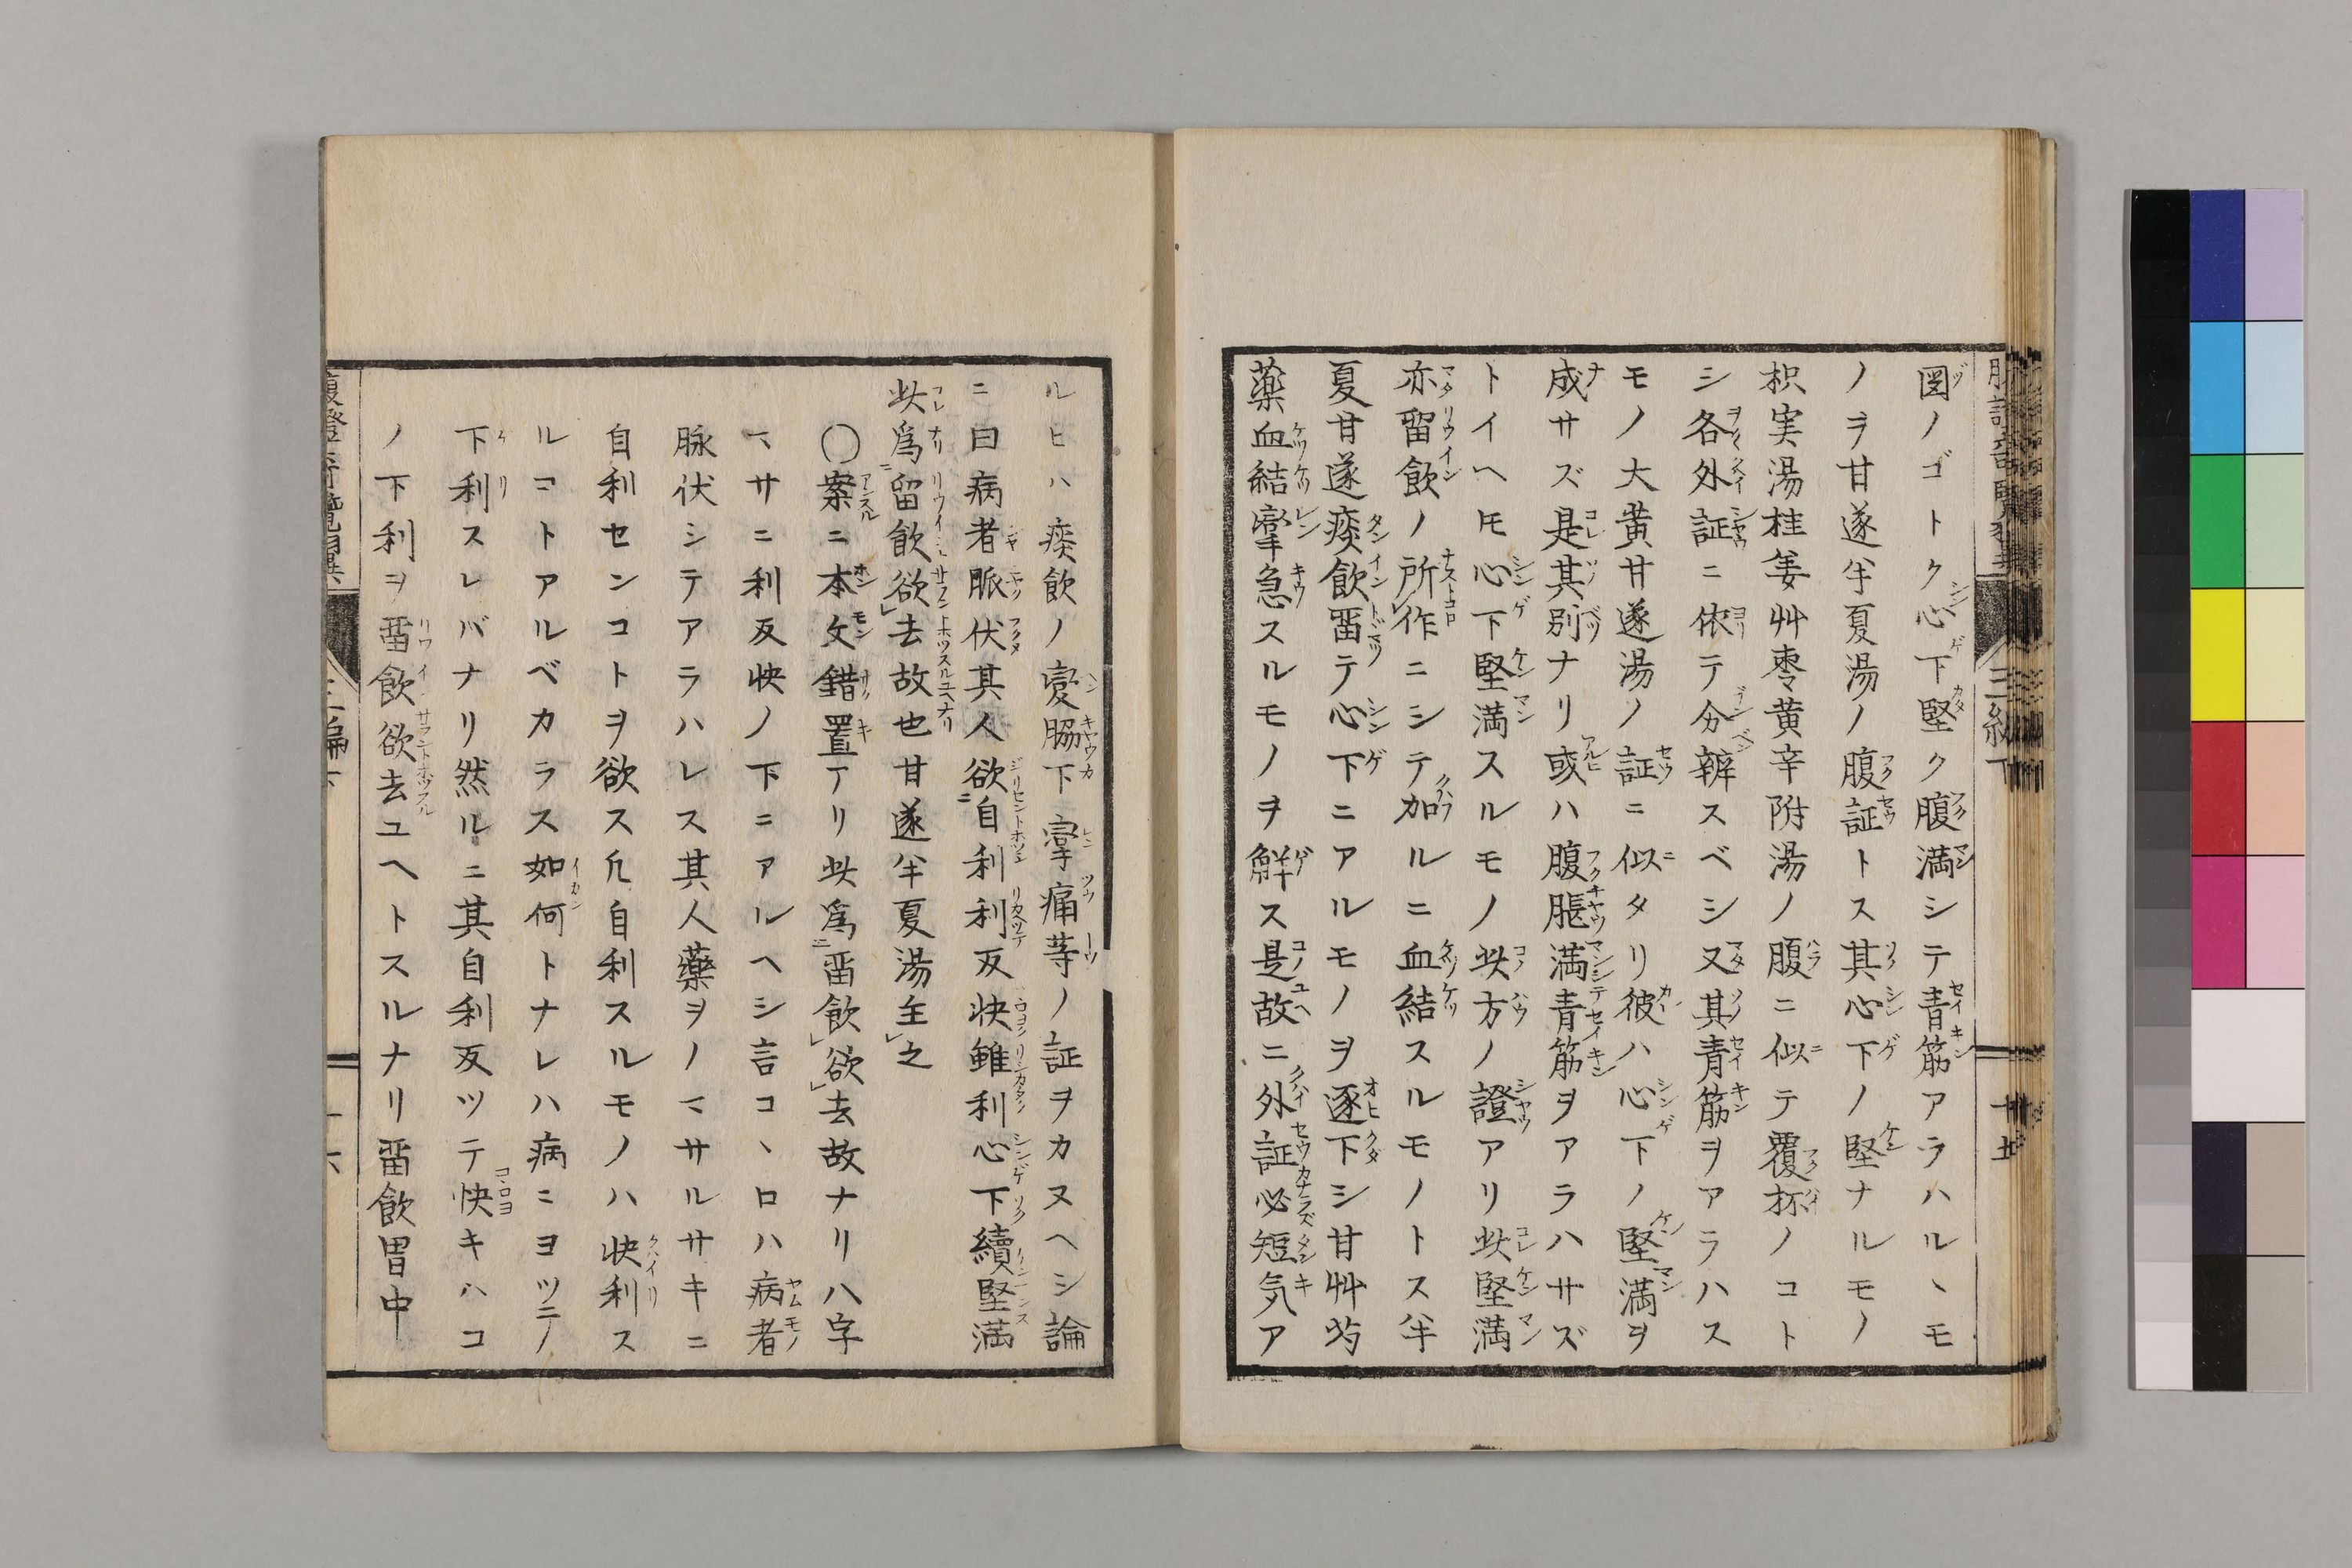 図ノゴトク心下堅ク腹満シテ青筋アラハルヽモ
ノヲ甘遂半夏湯ノ腹証トス其心下ノ堅ナルモノ
枳実湯桂姜艸枣黄辛附湯ノ腹ニ似テ覆杯ノコト
シ各外証ニ依テ分辨スベシ又其青筋ヲアラハス
モノ大黄甘遂湯ノ証ニ似タリ彼ハ心下ノ堅満ヲ
成サズ是其別ナリ或ハ腹脹満青筋ヲアラハサズ
トイヘ𪜈心下堅満スルモノ此方ノ證アリ此堅満
亦留飲ノ所作ニシテ加ルニ血結スルモノトス半
夏甘遂痰飲畱テ心下ニアルモノヲ逐下シ甘艸芍
薬血結攣急スルモノヲ解ス是故ニ外証必短気ア
ルヒハ痰飲ノ変脇下攣痛等ノ証ヲカヌヘシ論
ニ曰病者脈伏其人欲自利利反快雖利心下續堅満
此為留飲欲去故也甘遂半夏湯主之
〇案ニ本文錯置アリ此為畱飲欲去故ナリ八字
マサニ利反快ノ下ニアルヘシ言コヽロハ病者
脉伏シテアラハレス其人薬ヲノマサルサキニ
自利センコトヲ欲ス凢自利スルモノハ快利ス
ルコトアルベカラス如何トナレハ病ニヨツテノ
下利スレバナリ然ルニ其自利反ツテ快キハコ
ノ下利ヲ畱飲欲去ユヘトスルナリ畱飲胃中